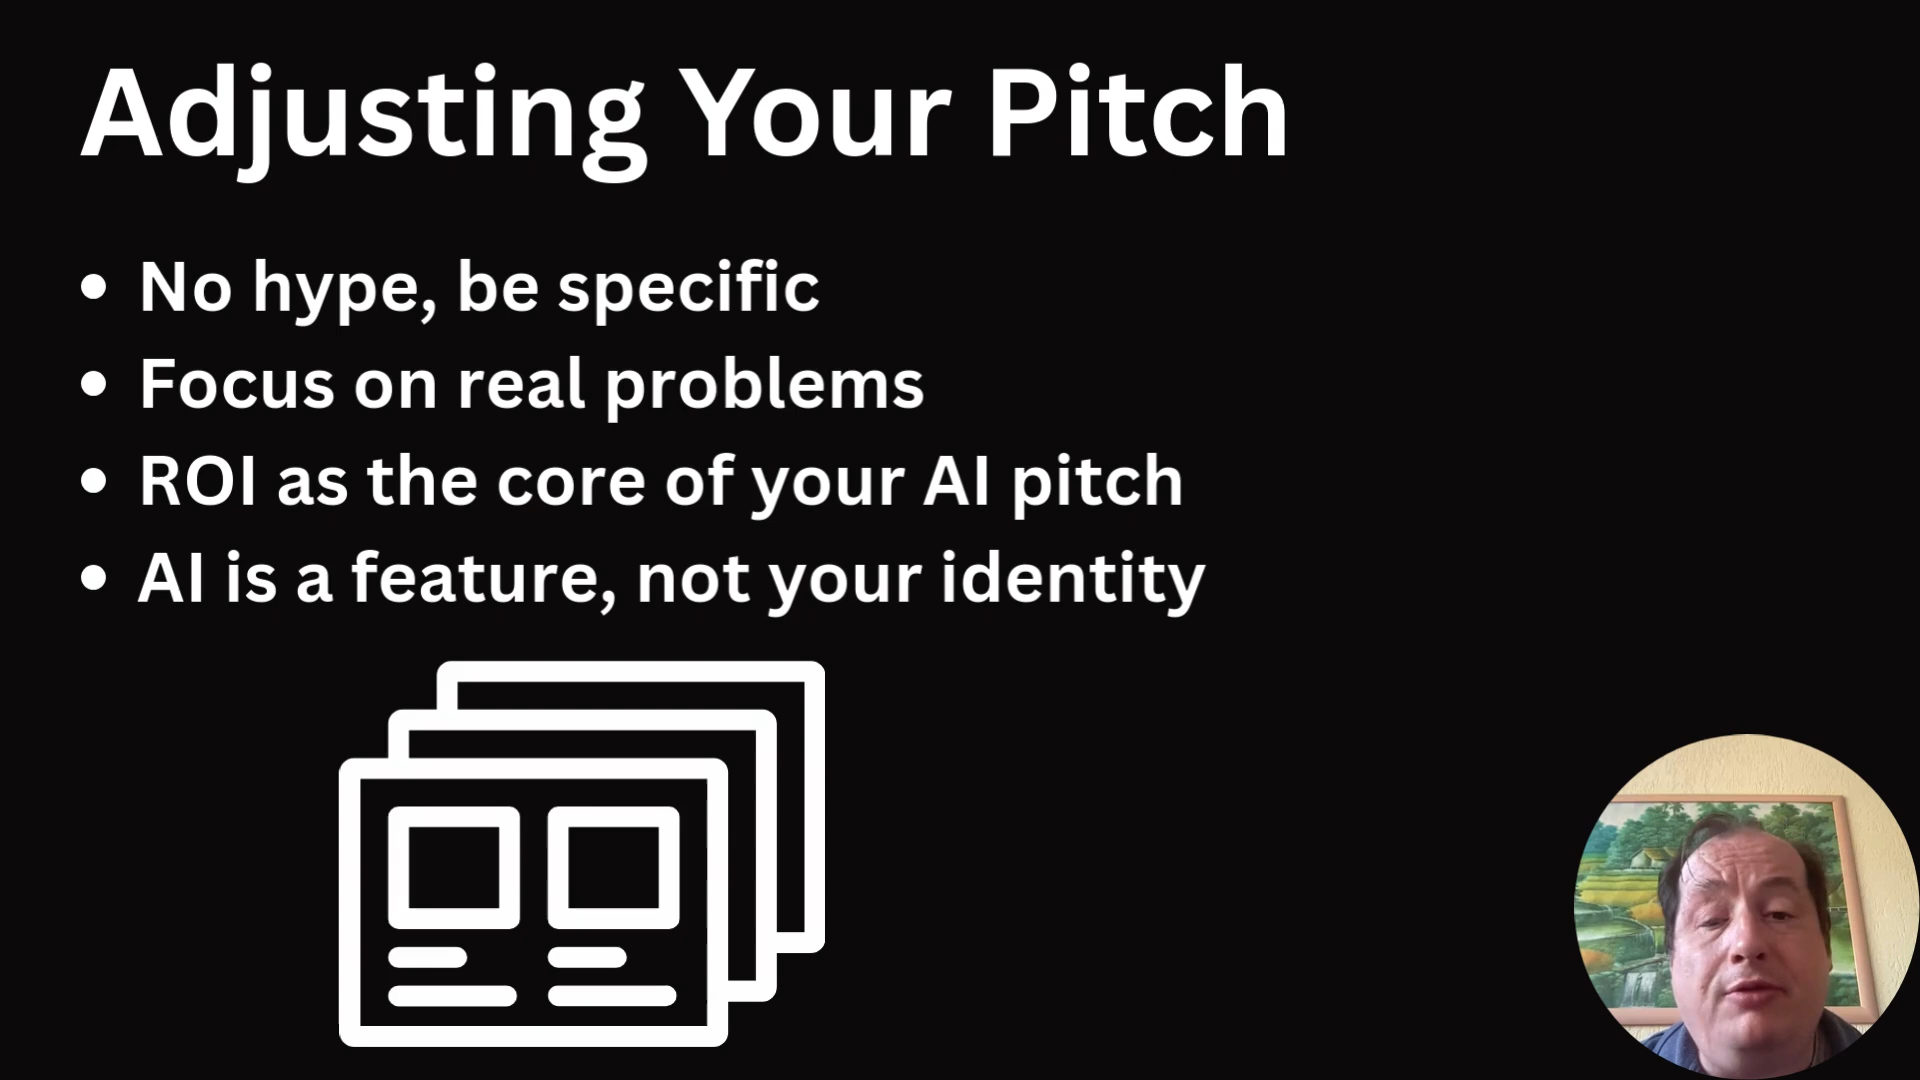 Adjusting Your Pitch
• No hype, be specific
• Focus on real problems
• ROI as the core of your AI pitch
• AI is a feature, not your identity